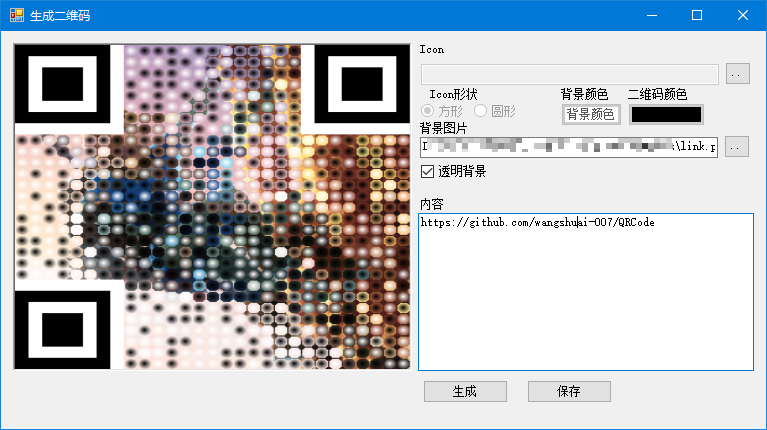 生成二维码
Icon
..
Icon形状
背景颜色
二维码颜色
方形
圆形
背景颜色
背景图片
\link.p
..
透明背景
内容
https://github.com/wangshuai-007/QRCode
生成
保存